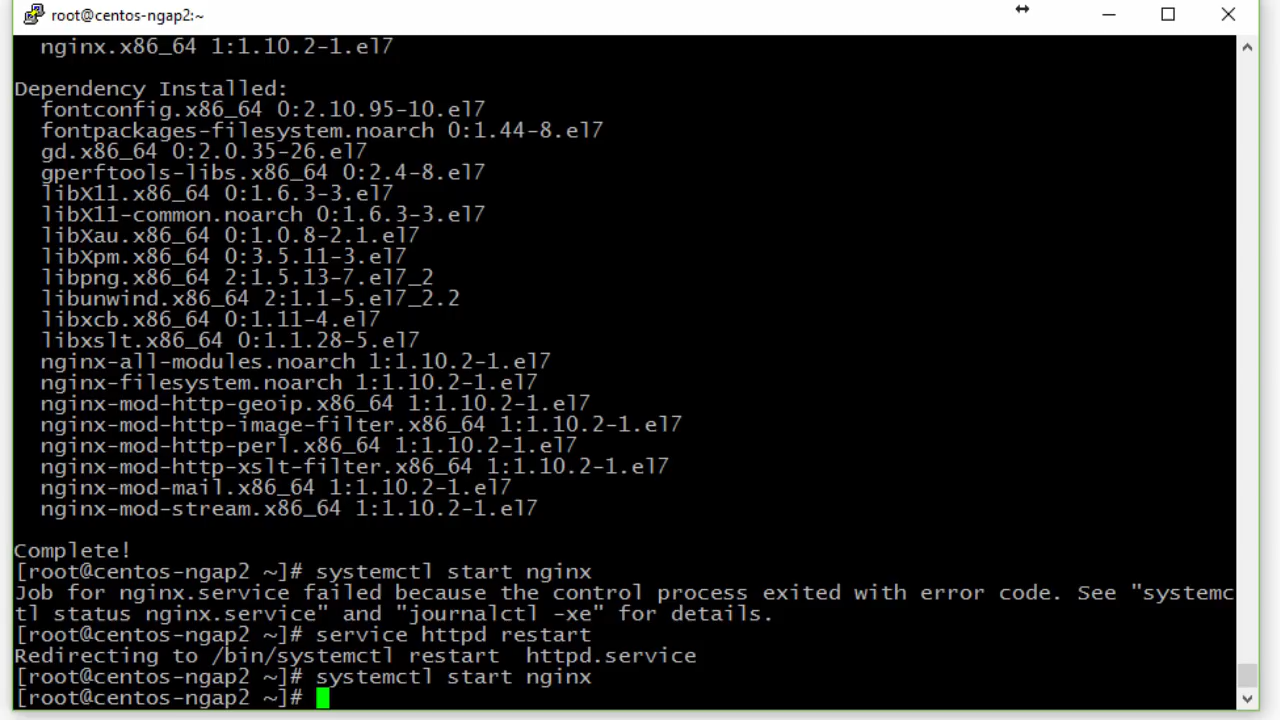 root@centos-ngap2:~
nginx.x86_64 1:1.10.2-1.el7
Dependency Installed:
fontconfig.x86_64 0:2.10.95-10.el7
fontpackages-filesystem.noarch 0:1.44-8.el7
gd.x86_64 0:2.0.35-26.el7
gperftools-libs.x86_64 0:2.4-8.el7
libX11.x86_64 0:1.6.3-3.el7
libX11-common.noarch 0:1.6.3-3.el7
libXau.x86_64 0:1.0.8-2.1.el7
libXpm.x86_64 0:3.5.11-3.el7
libpng.x86_64 2:1.5.13-7.el7_2
libunwind.x86_64 2:1.1-5.el7_2.2
libxcb.x86_64 0:1.11-4.el7
libxslt.x86_64 0:1.1.28-5.el7
nginx-all-modules.noarch 1:1.10.2-1.el7
nginx-filesystem.noarch 1:1.10.2-1.el7
nginx-mod-http-geoip.x86_64 1:1.10.2-1.el7
nginx-mod-http-image-filter.x86_64 1:1.10.2-1.el7
nginx-mod-http-perl.x86_64 1:1.10.2-1.el7
nginx-mod-http-xslt-filter.x86_64 1:1.10.2-1.el7
nginx-mod-mail.x86_64 1:1.10.2-1.el7
nginx-mod-stream.x86_64 1:1.10.2-1.el7
Complete!
[root@centos-ngap2 ~]# systemctl start nginx
Job for nginx.service failed because the control process exited with error code. See "systemc
tl status nginx.service" and "journalctl -xe" for details.
[root@centos-ngap2 ~]# service httpd restart
Redirecting to /bin/systemctl restart  httpd.service
[root@centos-ngap2 ~]# systemctl start nginx
[root@centos-ngap2 ~]#